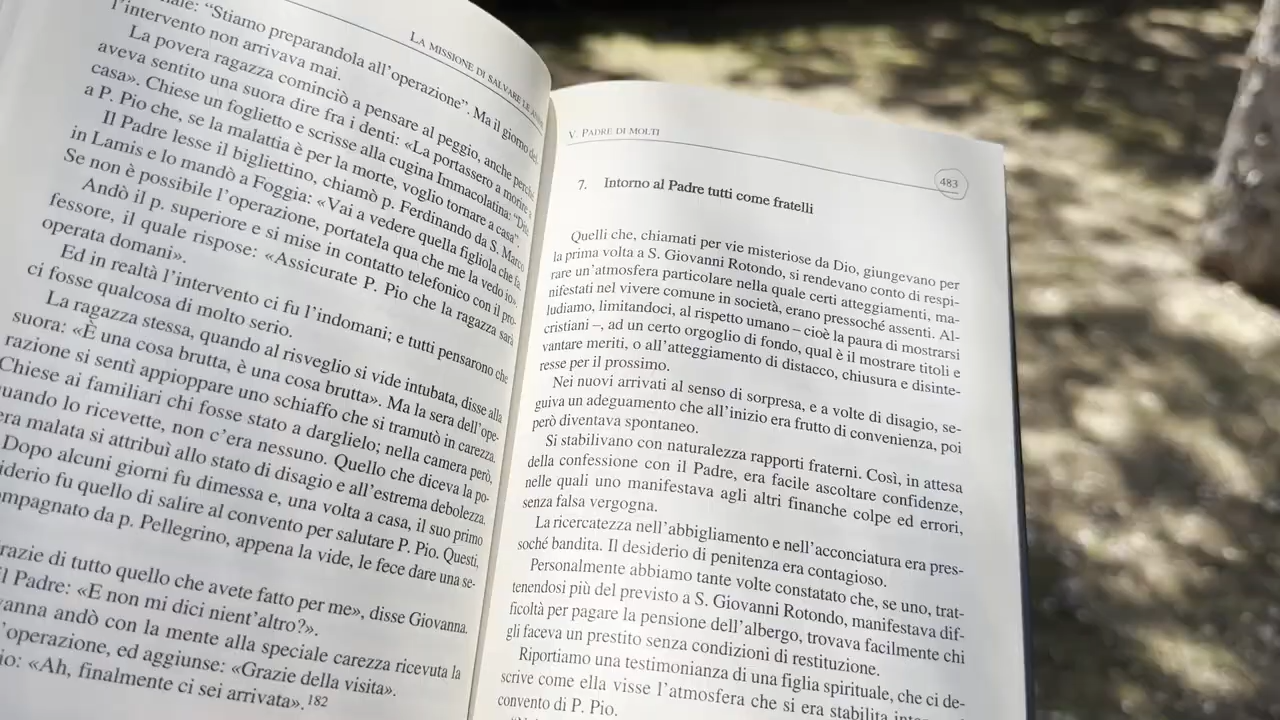 LA MISSIONE DI SALVARE LE
"Stiamo preparandola all'operazione". Ma il giorno del-
l'intervento non arrivava mai.
La povera ragazza cominciò a pensare al peggio, anche perché
aveva sentito una suora dire fra i denti: «La portassero a morire a
casa». Chiese un foglietto e scrisse alla cugina Immacolatina: "Dite
a P. Pio che, se la malattia è per la morte, voglio tornare a casa".
Il Padre lesse il bigliettino, chiamò p. Ferdinando da S. Marco
in Lamis e lo mandò a Foggia: «Vai a vedere quella figliola che fa.
Se non è possibile l'operazione, portatela qua che me la vedo io».
Andò il p. superiore e si mise in contatto telefonico con il pro-
fessore, il quale rispose: «Assicurate P. Pio che la ragazza sarà
operata domani».
Ed in realtà l'intervento ci fu l'indomani; e tutti pensarono che
ci fosse qualcosa di molto serio.
La ragazza stessa, quando al risveglio si vide intubata, disse alla
suora: «È una cosa brutta, è una cosa brutta». Ma la sera dell'ope-
razione si sentì appioppare uno schiaffo che si tramutò in carezza.
Chiese ai familiari chi fosse stato a darglielo; nella camera però,
quando lo ricevette, non c'era nessuno. Quello che diceva la po-
era malata si attribuì allo stato di disagio e all'estrema debolezza.
Dopo alcuni giorni fu dimessa e, una volta a casa, il suo primo
iderio fu quello di salire al convento per salutare P. Pio. Questi,
mpagnato da p. Pellegrino, appena la vide, le fece dare una se-
razie di tutto quello che avete fatto per me», disse Giovanna.
il Padre: «E non mi dici nient'altro?».
vanna andò con la mente alla speciale carezza ricevuta la
l'operazione, ed aggiunse: «Grazie della visita».
io: «Ah, finalmente ci sei arrivata».182
V. PADRE DI MOLTI
483
7. Intorno al Padre tutti come fratelli
Quelli che, chiamati per vie misteriose da Dio, giungevano per
la prima volta a S. Giovanni Rotondo, si rendevano conto di respi-
rare un'atmosfera particolare nella quale certi atteggiamenti, ma-
nifestati nel vivere comune in società, erano pressoché assenti. Al-
ludiamo, limitandoci, al rispetto umano – cioè la paura di mostrarsi
cristiani –, ad un certo orgoglio di fondo, qual è il mostrare titoli e
vantare meriti, o all'atteggiamento di distacco, chiusura e disinte-
resse per il prossimo.
Nei nuovi arrivati al senso di sorpresa, e a volte di disagio, se-
guiva un adeguamento che all'inizio era frutto di convenienza, poi
però diventava spontaneo.
Si stabilivano con naturalezza rapporti fraterni. Così, in attesa
della confessione con il Padre, era facile ascoltare confidenze,
nelle quali uno manifestava agli altri finanche colpe ed errori,
senza falsa vergogna.
La ricercatezza nell'abbigliamento e nell'acconciatura era pres-
soché bandita. Il desiderio di penitenza era contagioso.
Personalmente abbiamo tante volte constatato che, se uno, trat-
tenendosi più del previsto a S. Giovanni Rotondo, manifestava dif-
ficoltà per pagare la pensione dell'albergo, trovava facilmente chi
gli faceva un prestito senza condizioni di restituzione.
Riportiamo una testimonianza di una figlia spirituale, che ci de-
scrive come ella visse l'atmosfera che si era stabilita
convento di P. Pio.